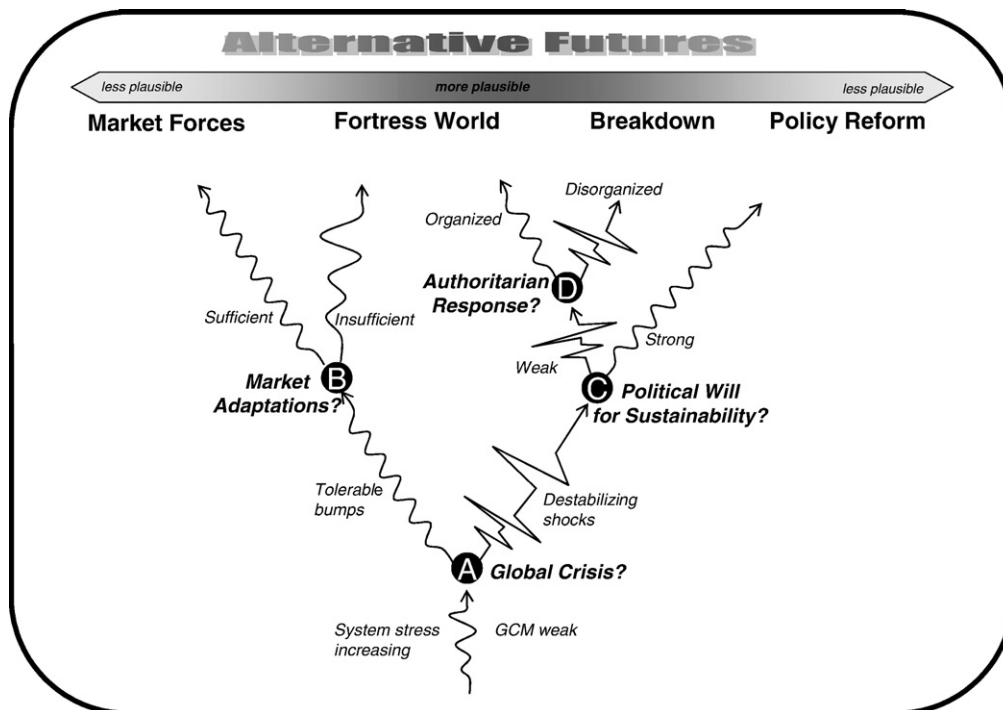 Alternative Futures
less plausible
more plausible
less plausible
Market Forces
Fortress World
Breakdown
Policy Reform
Disorganized
Organized
Authoritarian
Response?
D
Sufficient
Insufficient
Strong
Weak
B
Market
Adaptations?
C
Political Will
for Sustainability?
Tolerable
bumps
Destabilizing
shocks
A
Global Crisis?
System stress
increasing
GCM weak